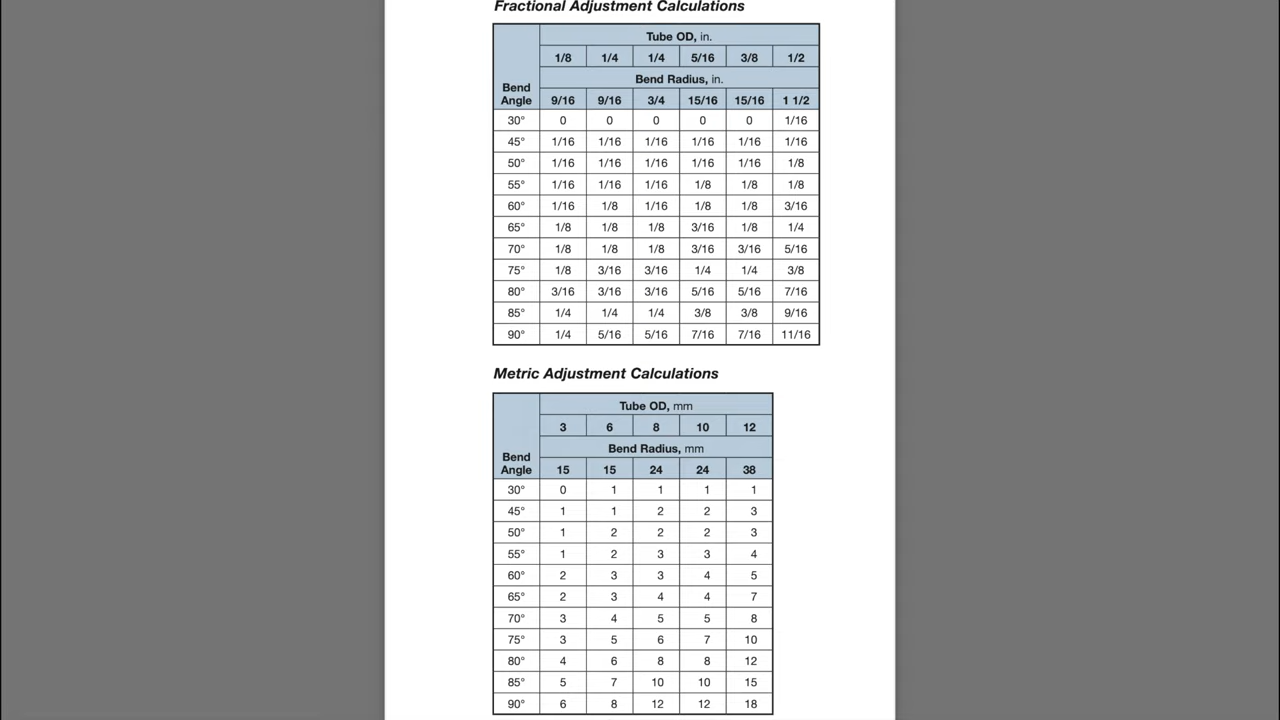 Fractional Adjustment Calculations
Tube OD, in.
1/8 1/4 1/4 5/16 3/8 1/2
Bend Radius, in.
Bend Angle 9/16 9/16 3/4 15/16 15/16 1 1/2
30° 0 0 0 0 0 1/16
45° 1/16 1/16 1/16 1/16 1/16 1/16
50° 1/16 1/16 1/16 1/16 1/16 1/8
55° 1/16 1/16 1/16 1/8 1/8 1/8
60° 1/16 1/8 1/16 1/8 1/8 3/16
65° 1/8 1/8 1/8 3/16 1/8 1/4
70° 1/8 1/8 1/8 3/16 3/16 5/16
75° 1/8 3/16 3/16 1/4 1/4 3/8
80° 3/16 3/16 3/16 5/16 5/16 7/16
85° 1/4 1/4 1/4 3/8 3/8 9/16
90° 1/4 5/16 5/16 7/16 7/16 11/16
Metric Adjustment Calculations
Tube OD, mm
3 6 8 10 12
Bend Radius, mm
Bend Angle 15 15 24 24 38
30° 0 1 1 1 1
45° 1 1 2 2 3
50° 1 2 2 2 3
55° 1 2 3 3 4
60° 2 3 3 4 5
65° 2 3 4 4 7
70° 3 4 5 5 8
75° 3 5 6 7 10
80° 4 6 8 8 12
85° 5 7 10 10 15
90° 6 8 12 12 18